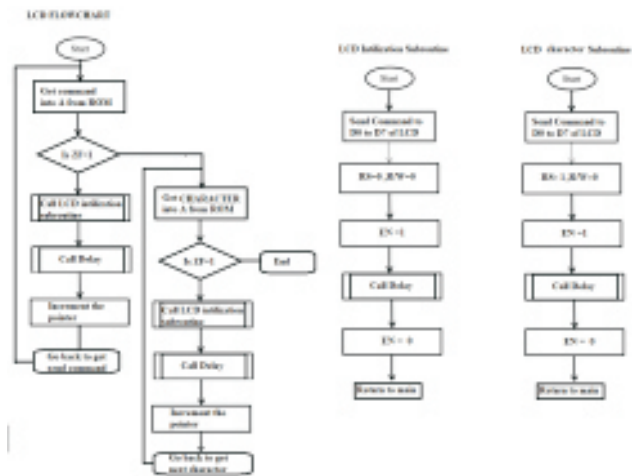 LCD FLOWCHART
Start
Get command
into A from ROM
Is ZF=1
Call LCD intilization
subroutine
Call Delay
Increment the
pointer
Go back to get
command
Get CHARACTER
into A from ROM
Is ZF=1
End
Call LCD intilization
subroutine
Call Delay
Increment the
pointer
Go back to get
next character
LCD Intilization Subroutine
Start
Send Command to
D0 to D7 of LCD
RS=0 ,R/W=0
EN =1
Call Delay
EN = 0
Return to main
LCD character Subroutine
Start
Send Command to
D0 to D7 of LCD
RS=1,R/W=0
EN =1
Call Delay
EN = 0
Return to main